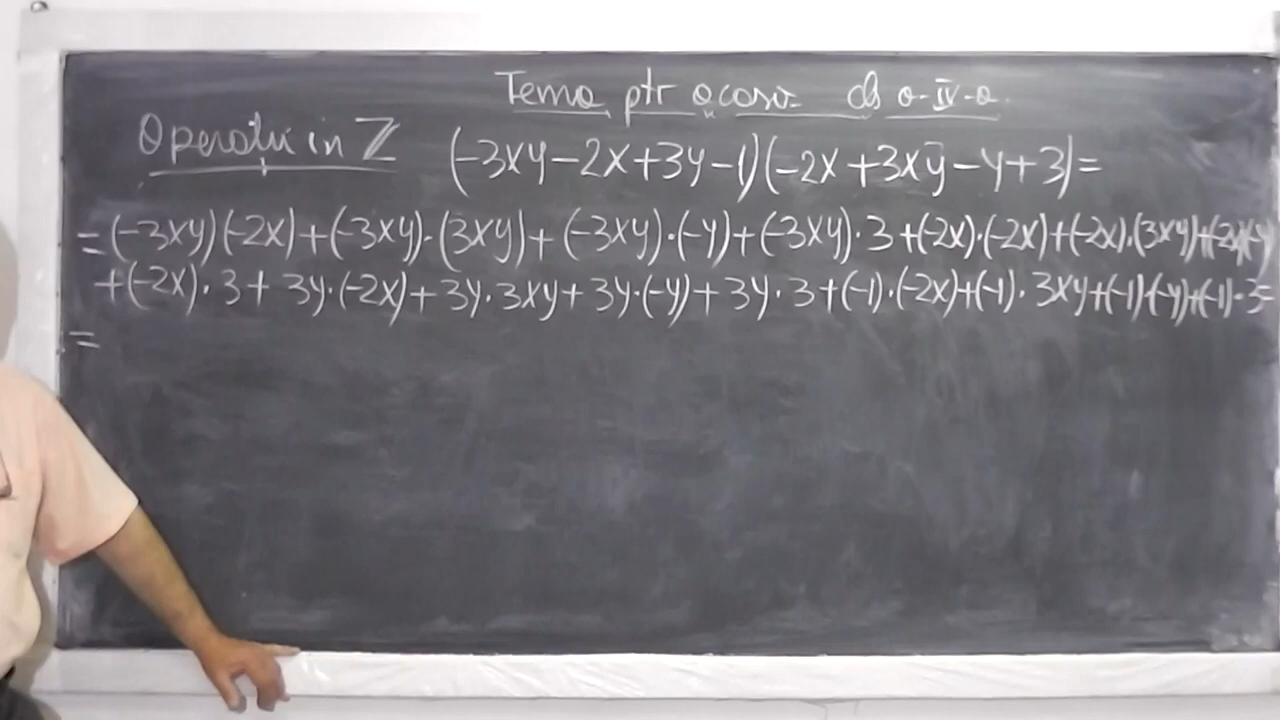 Tema ptr acasă cls a-IV-a
Operații in Z (-3xy-2x+3y-1)(-2x+3xy-y+3)=
=(-3xy)(-2x)+(-3xy)·(3xy)+(-3xy)·(-y)+(-3xy)·3+(-2x)·(-2x)+(-2x)·(3xy)+(-2x)(-y)
+(-2x)·3+3y·(-2x)+3y·3xy+3y·(-y)+3y·3+(-1)·(-2x)+(-1)·3xy+(-1)·(-y)+(-1)·3=
=